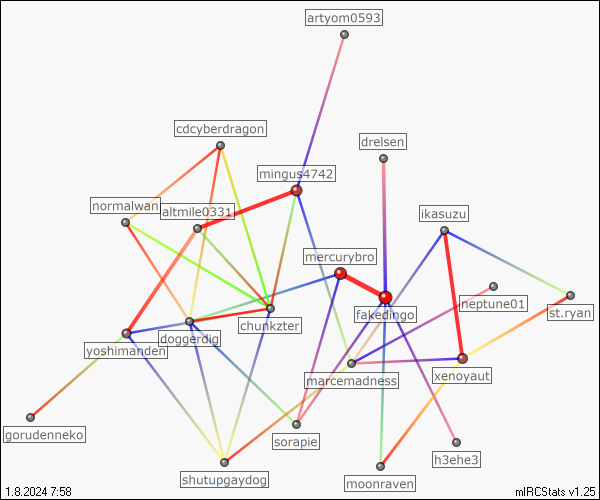 artyom0593
cdcyberdragon
drelsen
mingus4742
normalwan
altmile0331
ikasuzu
mercurybro
neptune01
fakedingo
st.ryan
chunkzter
doggerdig
yoshimanden
xenoyaut
marcemadness
gorudenneko
sorapie
h3ehe3
shutupgaydog
moonraven
1.8.2024 7:58
mIRCStats v1.25